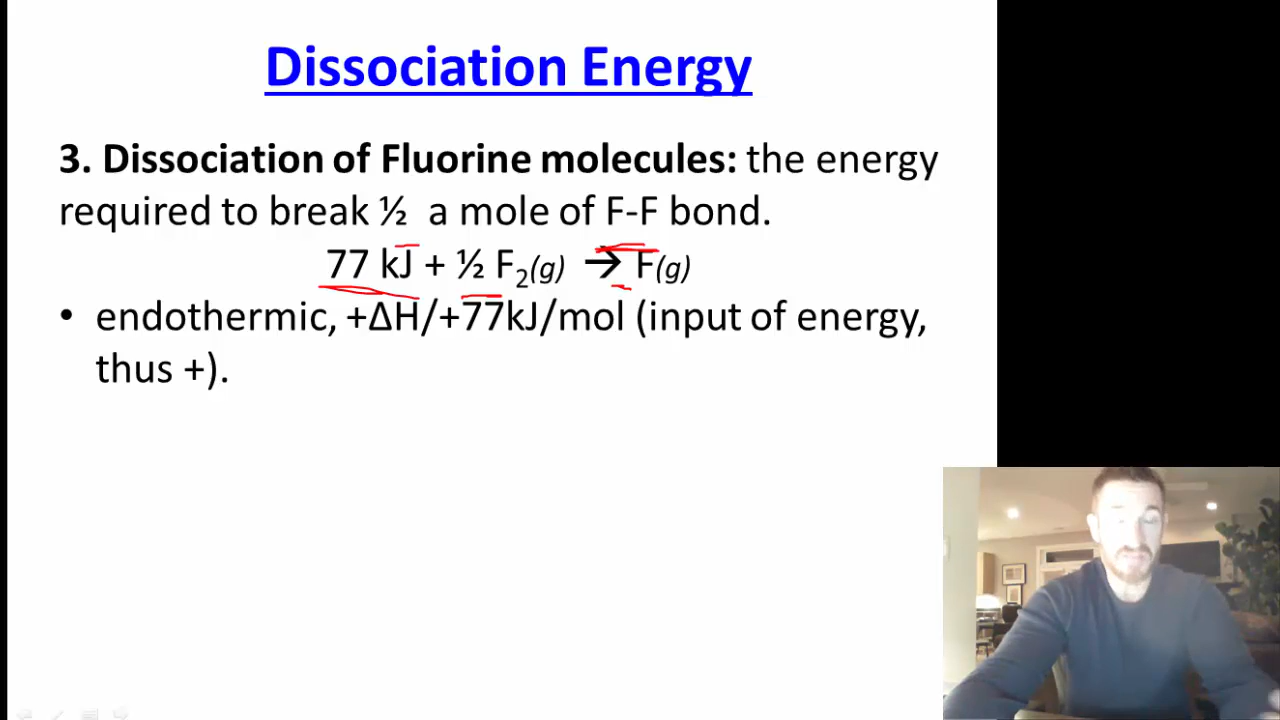 Dissociation Energy
3. Dissociation of Fluorine molecules: the energy
required to break ½ a mole of F-F bond.
77 kJ + ½ F₂(g) → F(g)
• endothermic, +ΔH/+77kJ/mol (input of energy,
thus +).